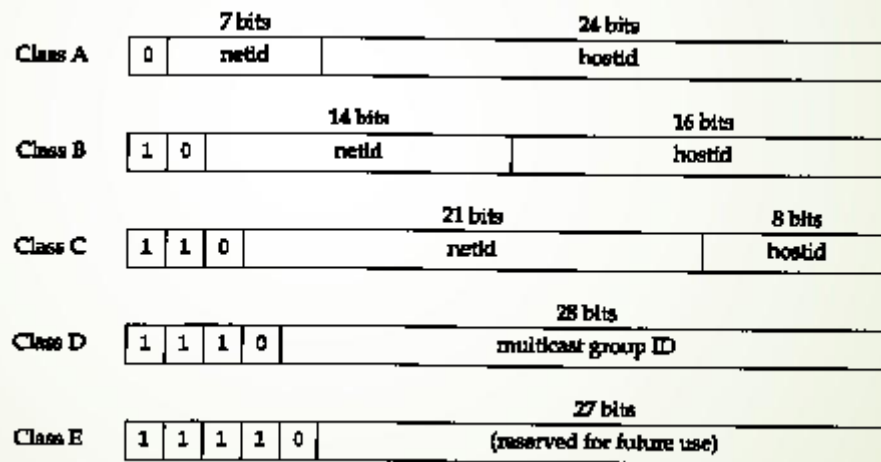 7 bits 24 bits
Class A 0 netid hostid
14 bits 16 bits
Class B 1 0 netid hostid
21 bits 8 bits
Class C 1 1 0 netid hostid
28 bits
Class D 1 1 1 0 multicast group ID
27 bits
Class E 1 1 1 1 0 (reserved for future use)